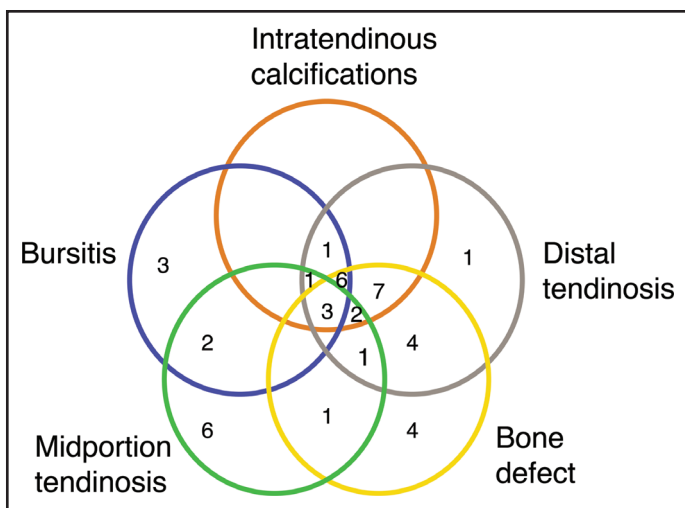 Intratendinous
calcifications
Bursitis
3
1
1
Distal
tendinosis
1
6
7
3
2
2
1
4
6
1
4
Midportion
tendinosis
Bone
defect